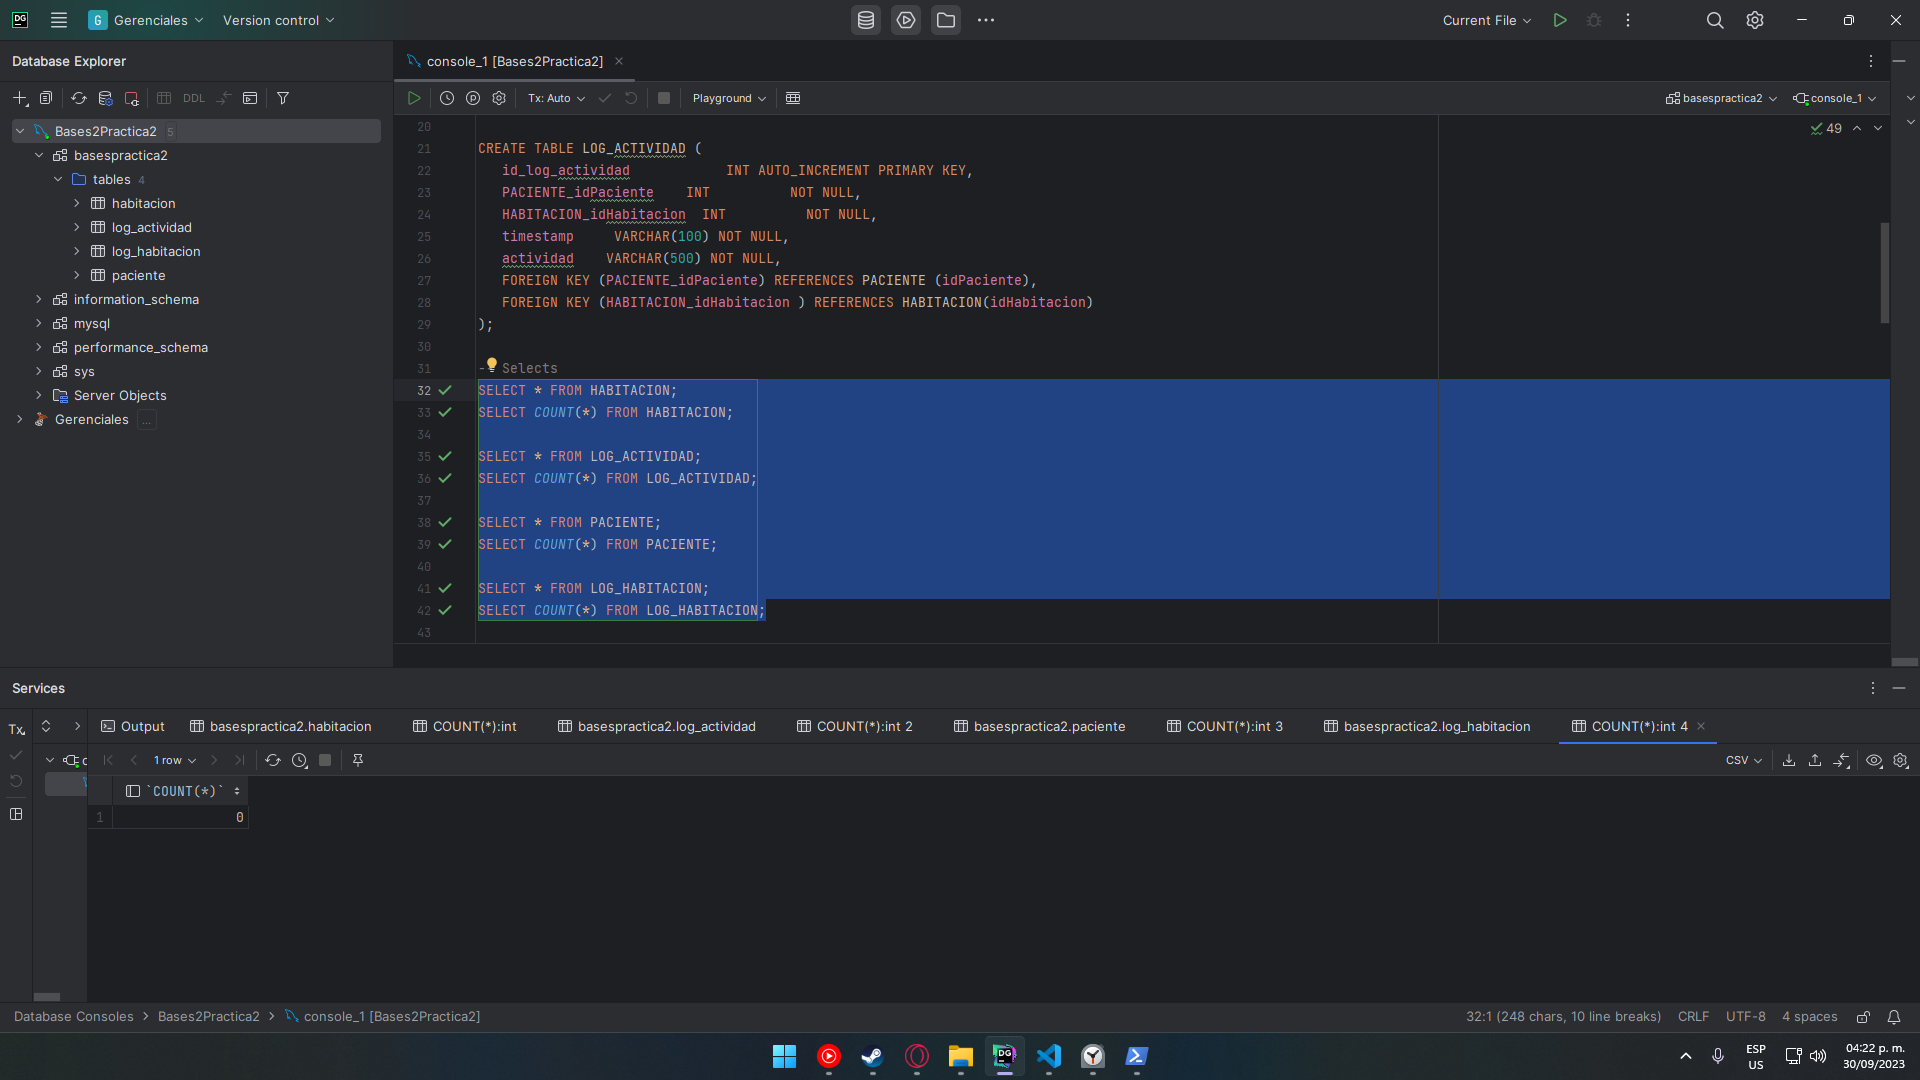 DG G Gerenciales Version control Current File
Database Explorer
console_1 [Bases2Practica2]
DDL
Tx: Auto Playground basespractica2 console_1
Bases2Practica2 5
basespractica2
tables 4
habitacion
log_actividad
log_habitacion
paciente
information_schema
mysql
performance_schema
sys
Server Objects
Gerenciales ...
49
20
21 CREATE TABLE LOG_ACTIVIDAD (
22 id_log_actividad INT AUTO_INCREMENT PRIMARY KEY,
23 PACIENTE_idPaciente INT NOT NULL,
24 HABITACION_idHabitacion INT NOT NULL,
25 timestamp VARCHAR(100) NOT NULL,
26 actividad VARCHAR(500) NOT NULL,
27 FOREIGN KEY (PACIENTE_idPaciente) REFERENCES PACIENTE (idPaciente),
28 FOREIGN KEY (HABITACION_idHabitacion ) REFERENCES HABITACION(idHabitacion)
29 );
30
31 - Selects
32 SELECT * FROM HABITACION;
33 SELECT COUNT(*) FROM HABITACION;
34
35 SELECT * FROM LOG_ACTIVIDAD;
36 SELECT COUNT(*) FROM LOG_ACTIVIDAD;
37
38 SELECT * FROM PACIENTE;
39 SELECT COUNT(*) FROM PACIENTE;
40
41 SELECT * FROM LOG_HABITACION;
42 SELECT COUNT(*) FROM LOG_HABITACION;
43
Services
Tx Output basespractica2.habitacion COUNT(*):int basespractica2.log_actividad COUNT(*):int 2 basespractica2.paciente COUNT(*):int 3 basespractica2.log_habitacion COUNT(*):int 4
1 row CSV
`COUNT(*)`
1 0
Database Consoles > Bases2Practica2 > console_1 [Bases2Practica2] 32:1 (248 chars, 10 line breaks) CRLF UTF-8 4 spaces
DG
ESP
US
04:22 p. m.
30/09/2023